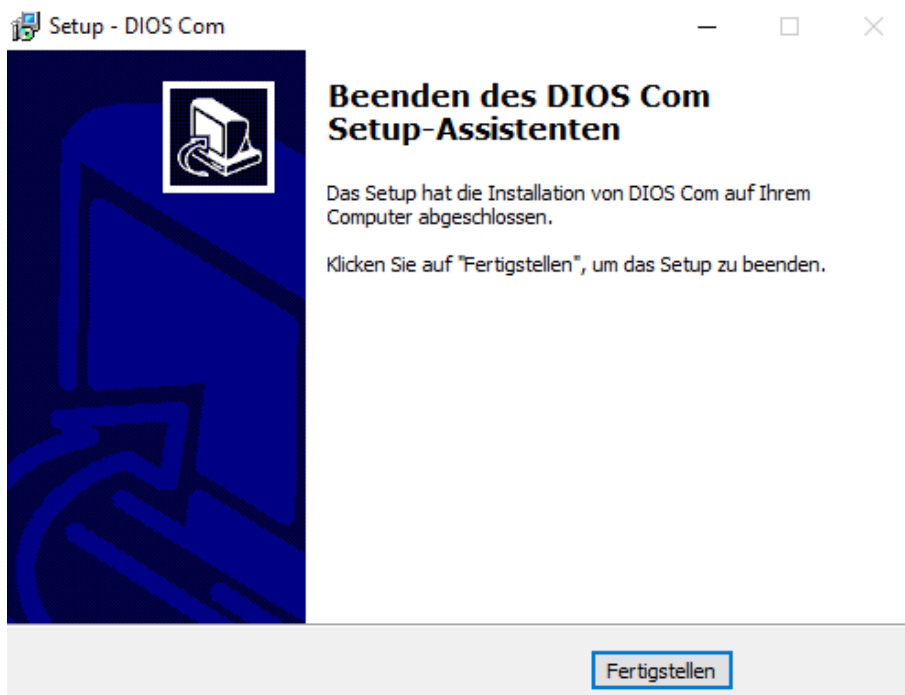 Setup - DIOS Com
Beenden des DIOS Com
Setup-Assistenten
Das Setup hat die Installation von DIOS Com auf Ihrem
Computer abgeschlossen.
Klicken Sie auf "Fertigstellen", um das Setup zu beenden.
Fertigstellen